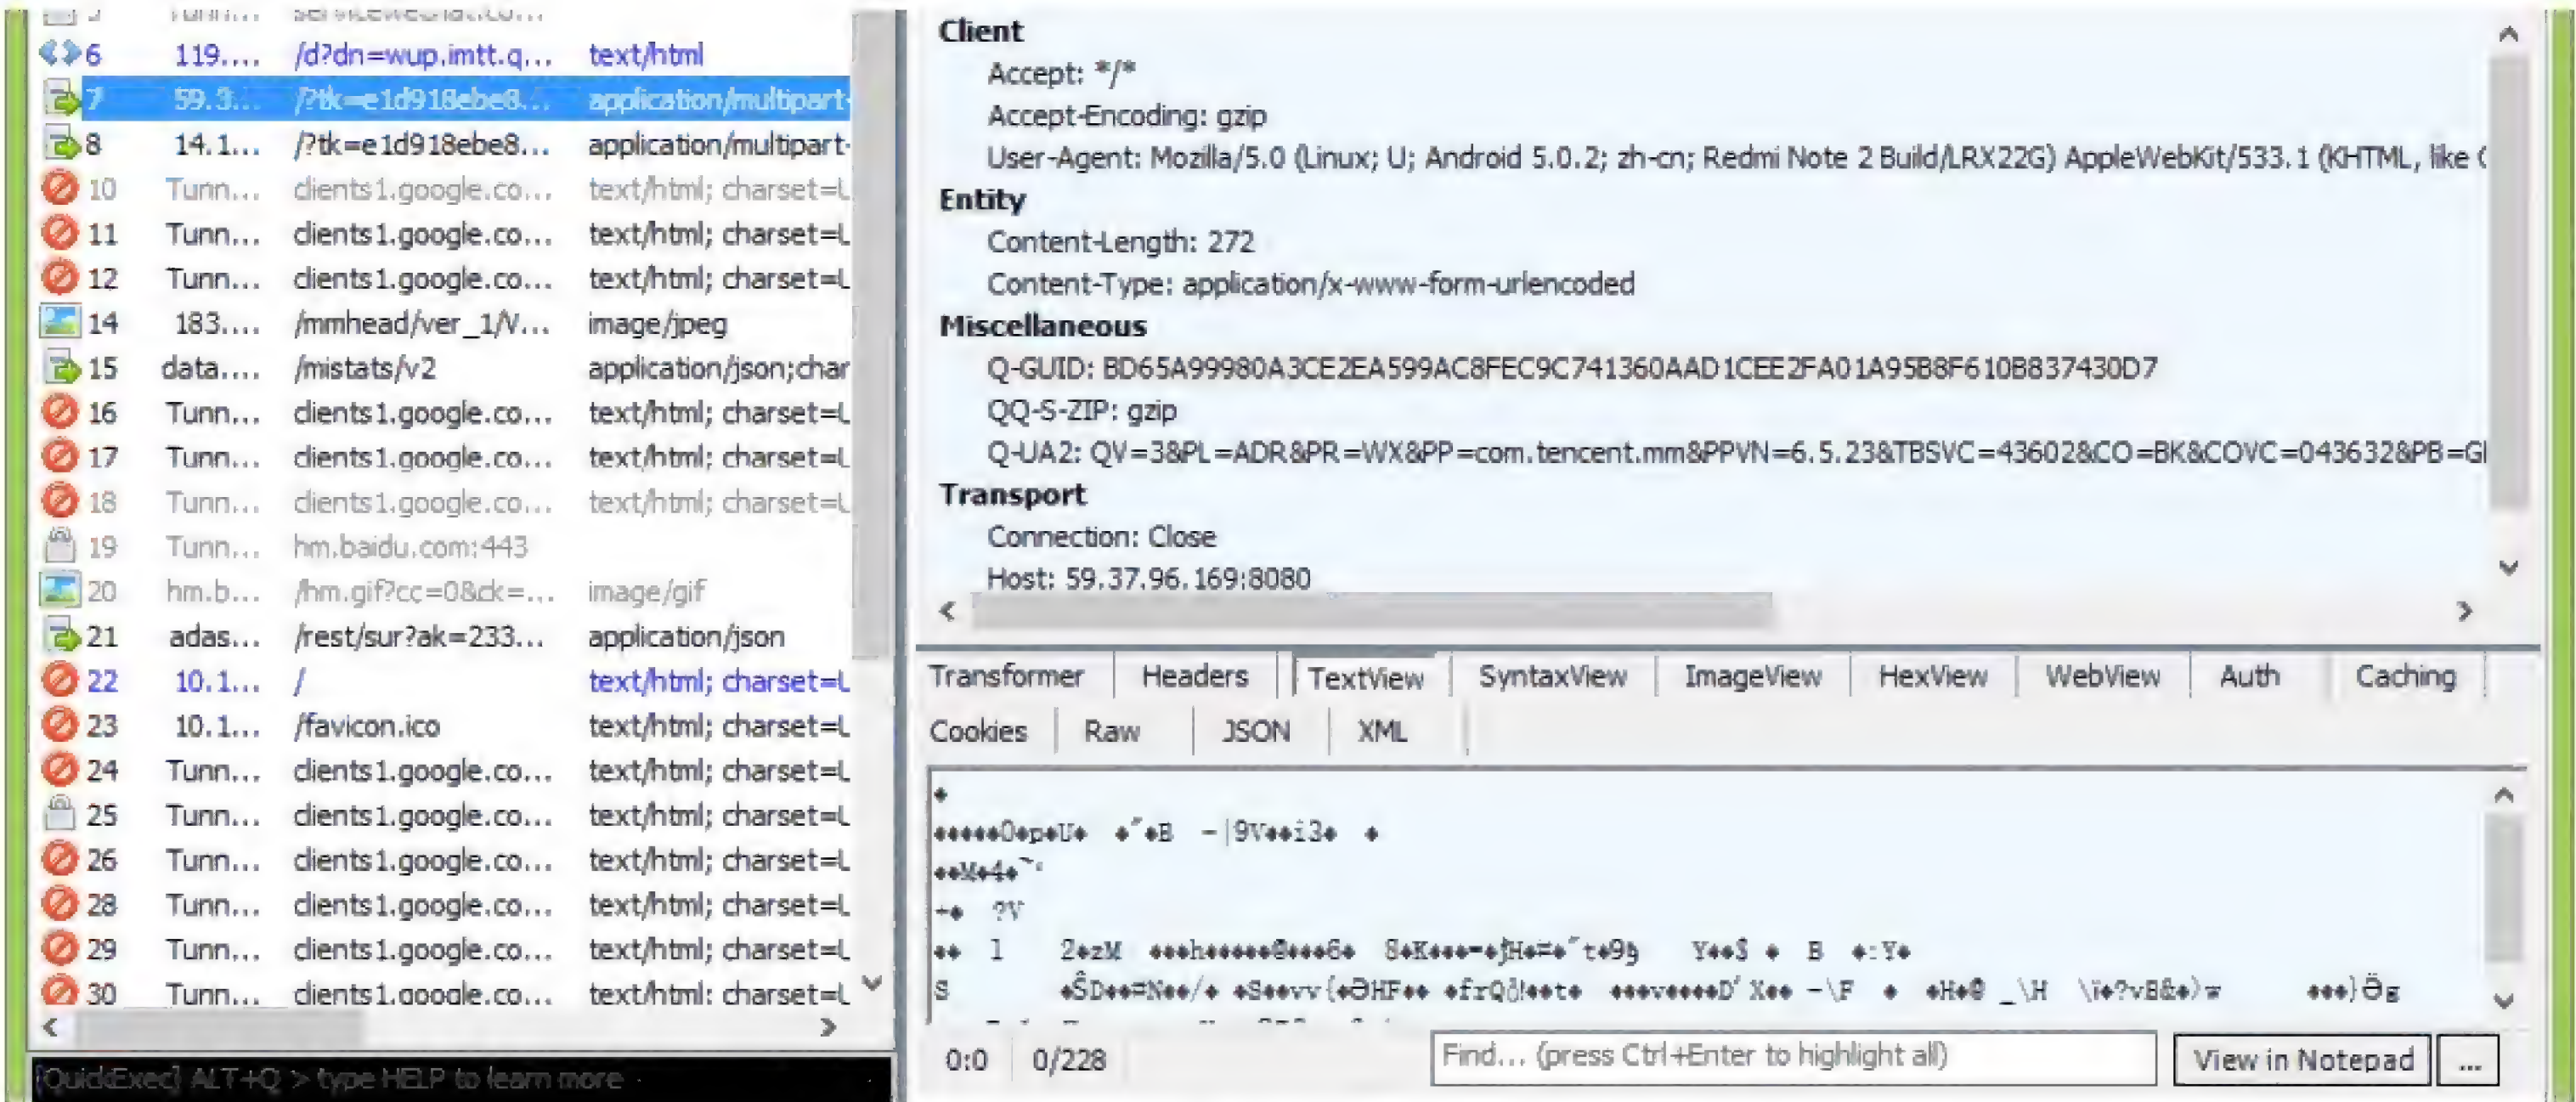 6 119.... /d?dn=wup.imtt.q... text/html
7 59.3... /?tk=e1d918ebe8... application/multipart-
8 14.1... /?tk=e1d918ebe8... application/multipart-
10 Tunn... clients1.google.co... text/html; charset=U
11 Tunn... clients1.google.co... text/html; charset=U
12 Tunn... clients1.google.co... text/html; charset=U
14 183.... /mmhead/ver_1/V... image/jpeg
15 data.... /mistats/v2 application/json;char
16 Tunn... clients1.google.co... text/html; charset=U
17 Tunn... clients1.google.co... text/html; charset=U
18 Tunn... clients1.google.co... text/html; charset=U
19 Tunn... hm.baidu.com:443
20 hm.b... /hm.gif?cc=0&ck=... image/gif
21 adas... /rest/sur?ak=233... application/json
22 10.1... / text/html; charset=U
23 10.1... /favicon.ico text/html; charset=U
24 Tunn... clients1.google.co... text/html; charset=U
25 Tunn... clients1.google.co... text/html; charset=U
26 Tunn... clients1.google.co... text/html; charset=U
28 Tunn... clients1.google.co... text/html; charset=U
29 Tunn... clients1.google.co... text/html; charset=U
30 Tunn... clients1.google.co... text/html; charset=U
[QuickExec] ALT+Q > type HELP to learn more
Client
Accept: */*
Accept-Encoding: gzip
User-Agent: Mozilla/5.0 (Linux; U; Android 5.0.2; zh-cn; Redmi Note 2 Build/LRX22G) AppleWebKit/533.1 (KHTML, like G
Entity
Content-Length: 272
Content-Type: application/x-www-form-urlencoded
Miscellaneous
Q-GUID: BD65A99980A3CE2EA599AC8FEC9C741360AAD1CEE2FA01A95B8F610B837430D7
QQ-S-ZIP: gzip
Q-UA2: QV=3&PL=ADR&PR=WX&PP=com.tencent.mm&PPVN=6.5.23&TBSVC=43602&CO=BK&COVC=043632&PB=GE
Transport
Connection: Close
Host: 59.37.96.169:8080
Transformer Headers TextView SyntaxView ImageView HexView WebView Auth Caching
Cookies Raw JSON XML
0:0 0/228 Find... (press Ctrl+Enter to highlight all) View in Notepad ...